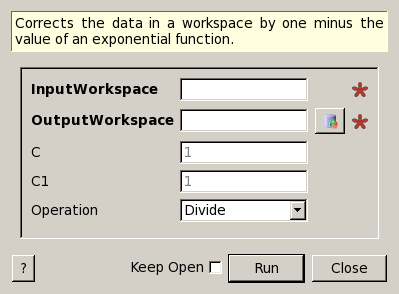 Corrects the data in a workspace by one minus the
value of an exponential function.
InputWorkspace *
OutputWorkspace *
C 1
C1 1
Operation Divide
? Keep Open Run Close